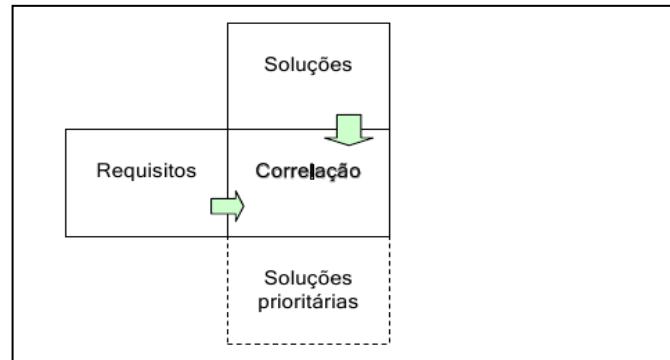 Soluções
Requisitos
Correlação
Soluções
prioritárias